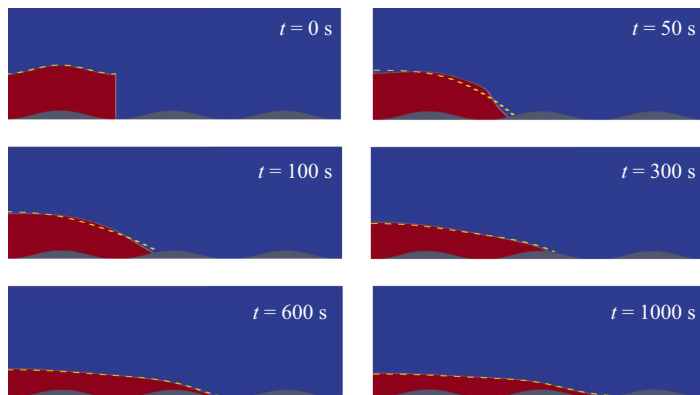 t = 0 s
t = 50 s
t = 100 s
t = 300 s
t = 600 s
t = 1000 s